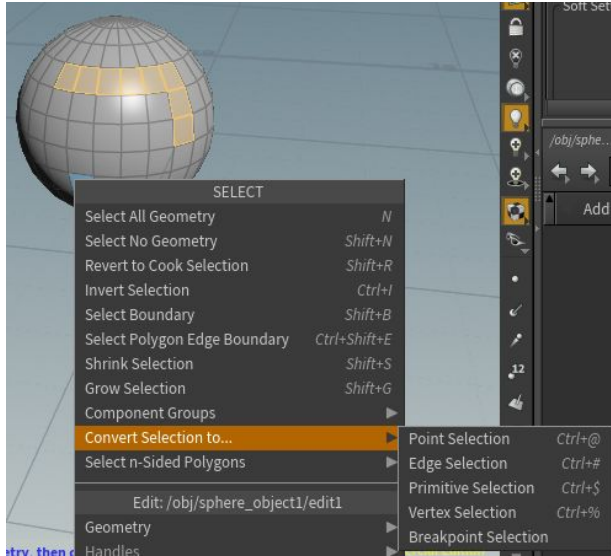 Soft Set
/obj/sphe...
Add
12
SELECT
Select All Geometry N
Select No Geometry Shift+N
Revert to Cook Selection Shift+R
Invert Selection Ctrl+I
Select Boundary Shift+B
Select Polygon Edge Boundary Ctrl+Shift+E
Shrink Selection Shift+S
Grow Selection Shift+G
Component Groups
Convert Selection to...
Select n-Sided Polygons
Edit: /obj/sphere_object1/edit1
Geometry
Handles
Point Selection Ctrl+@
Edge Selection Ctrl+#
Primitive Selection Ctrl+$
Vertex Selection Ctrl+%
Breakpoint Selection
etry, then